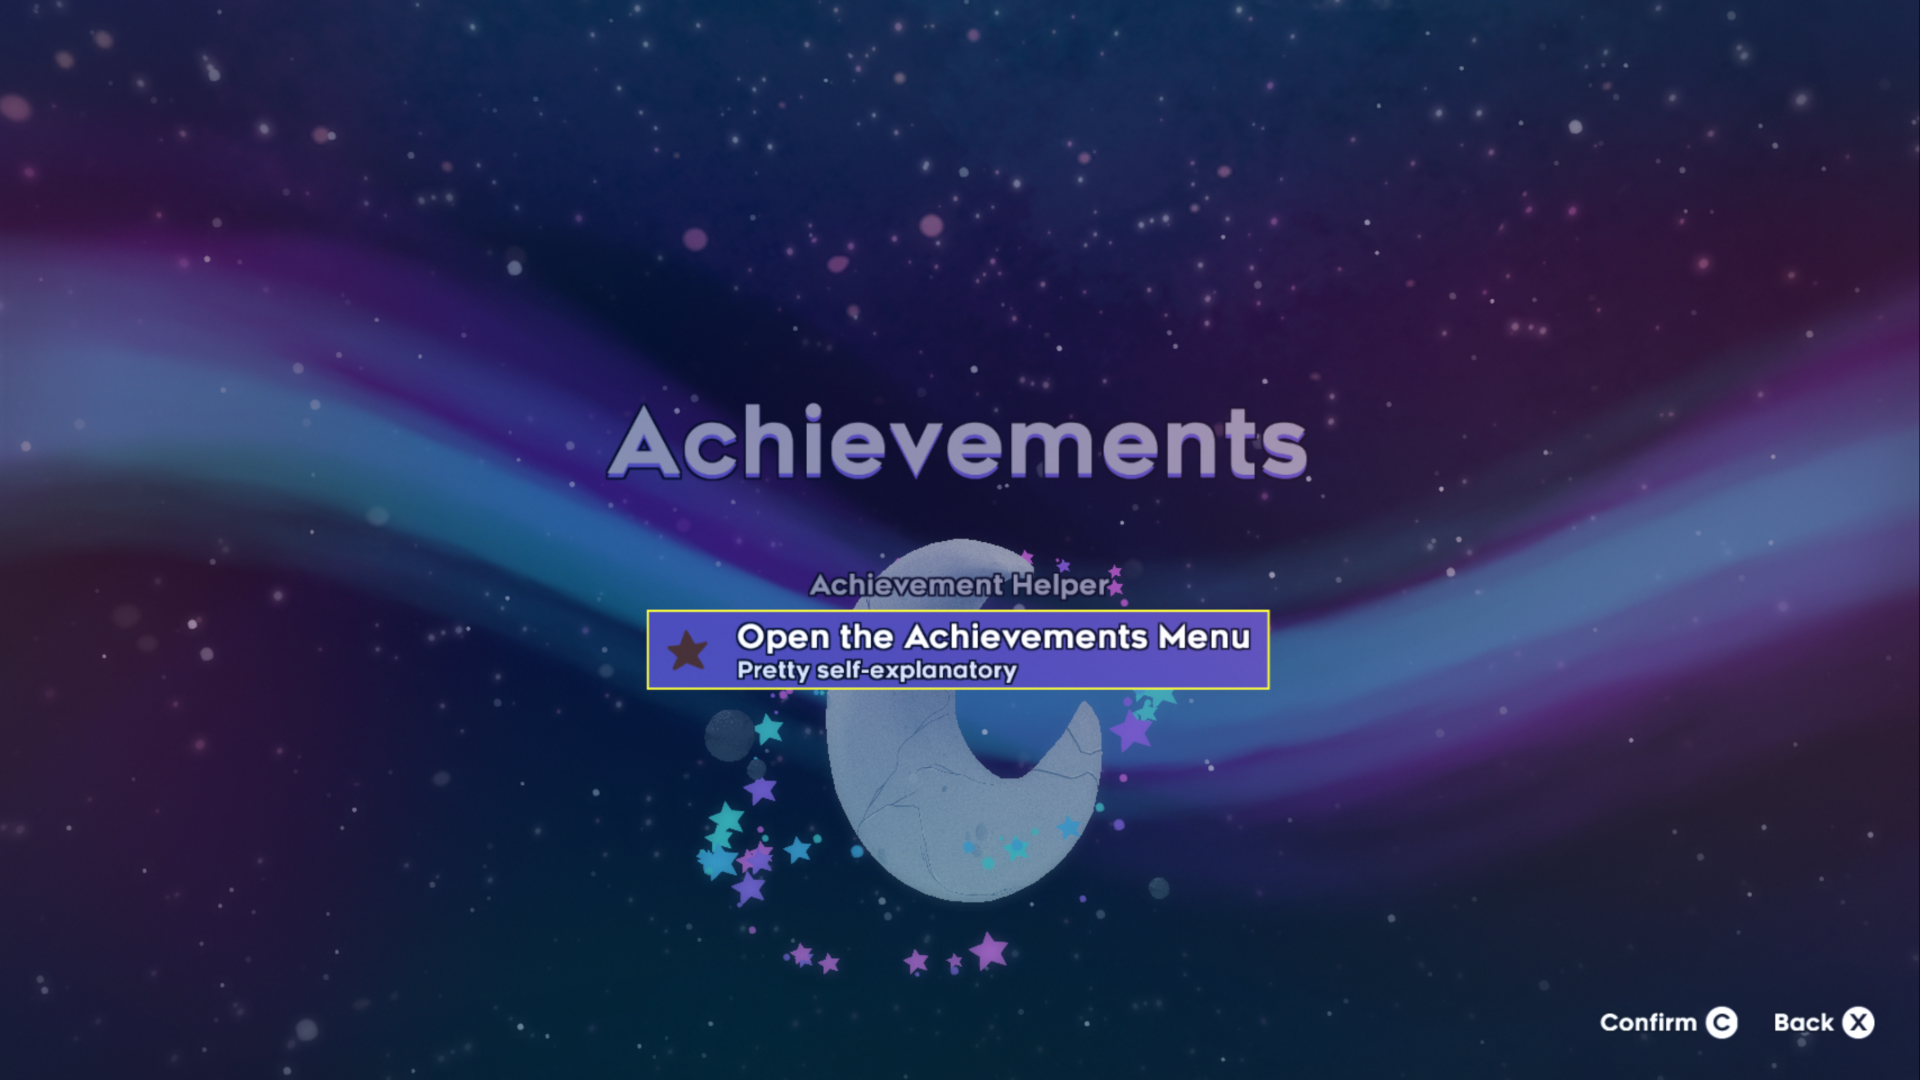 Achievements
Achievement Helper
Open the Achievements Menu
Pretty self-explanatory
Confirm C Back X